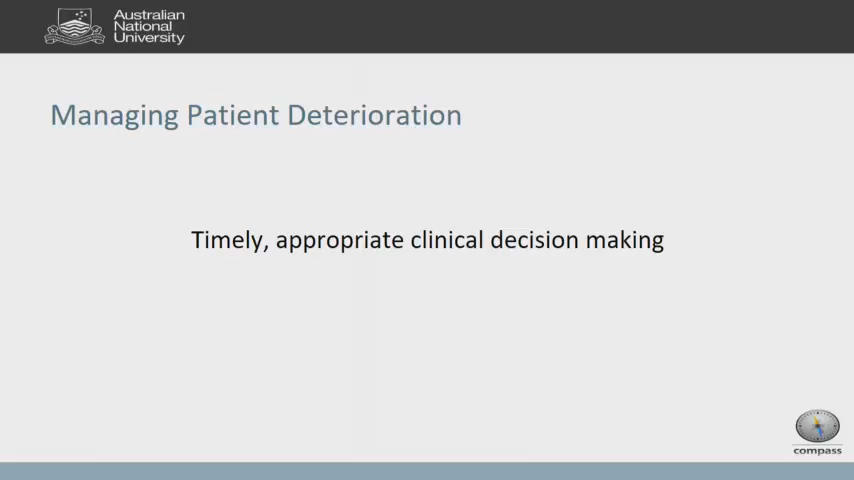 Australian
National
University
Managing Patient Deterioration
Timely, appropriate clinical decision making
compass